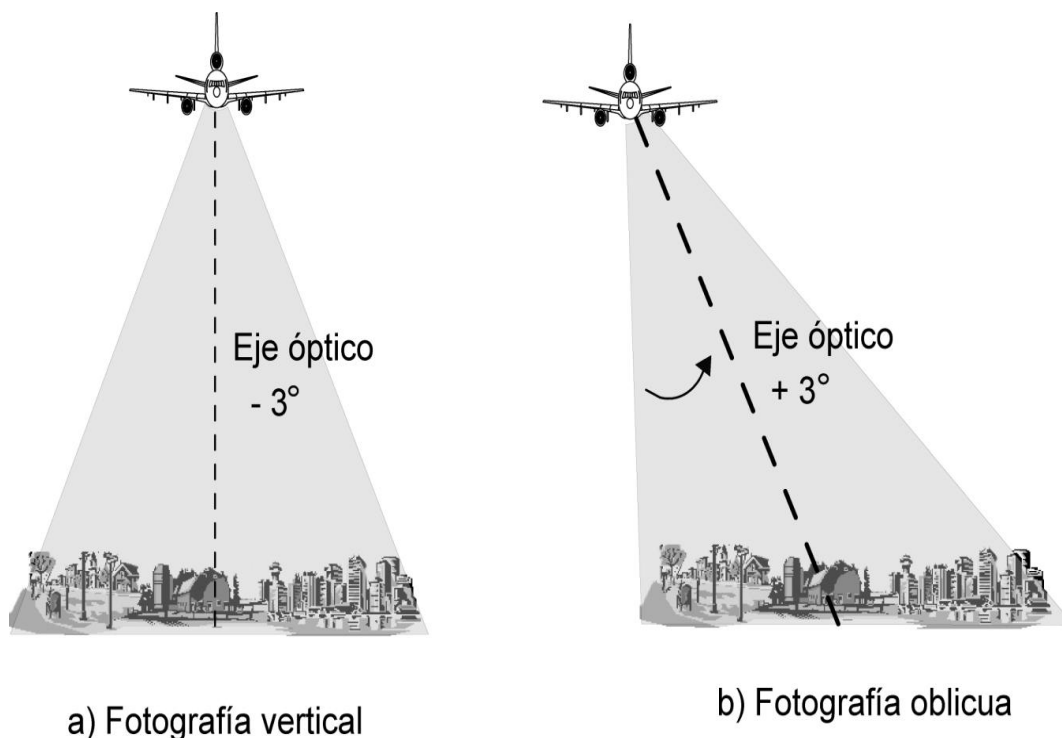 Eje óptico
- 3°
Eje óptico
+ 3°
a) Fotografía vertical
b) Fotografía oblicua